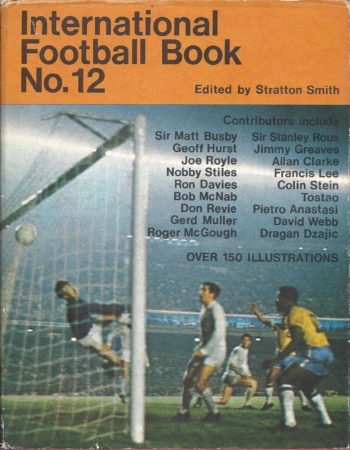 International
Football Book
No.12
Edited by Stratton Smith
Contributors include
Sir Matt Busby
Geoff Hurst
Joe Royle
Nobby Stiles
Ron Davies
Bob McNab
Don Revie
Gerd Muller
Roger McGough
Sir Stanley Rous
Jimmy Greaves
Allan Clarke
Francis Lee
Colin Stein
Tostao
Pietro Anastasi
David Webb
Dragan Dzajic
OVER 150 ILLUSTRATIONS